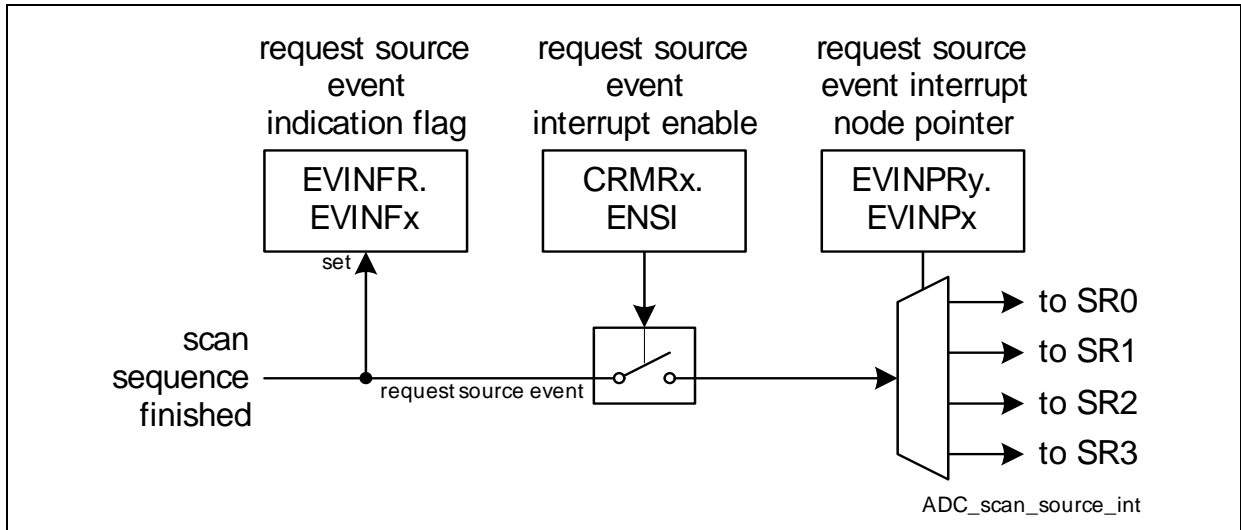 request source
event
indication flag
request source
event
interrupt enable
request source
event interrupt
node pointer
EVINFR.
EVINFx
CRMRx.
ENSI
EVINPRy.
EVINPx
set
scan
sequence
finished
request source event
to SR0
to SR1
to SR2
to SR3
ADC_scan_source_int